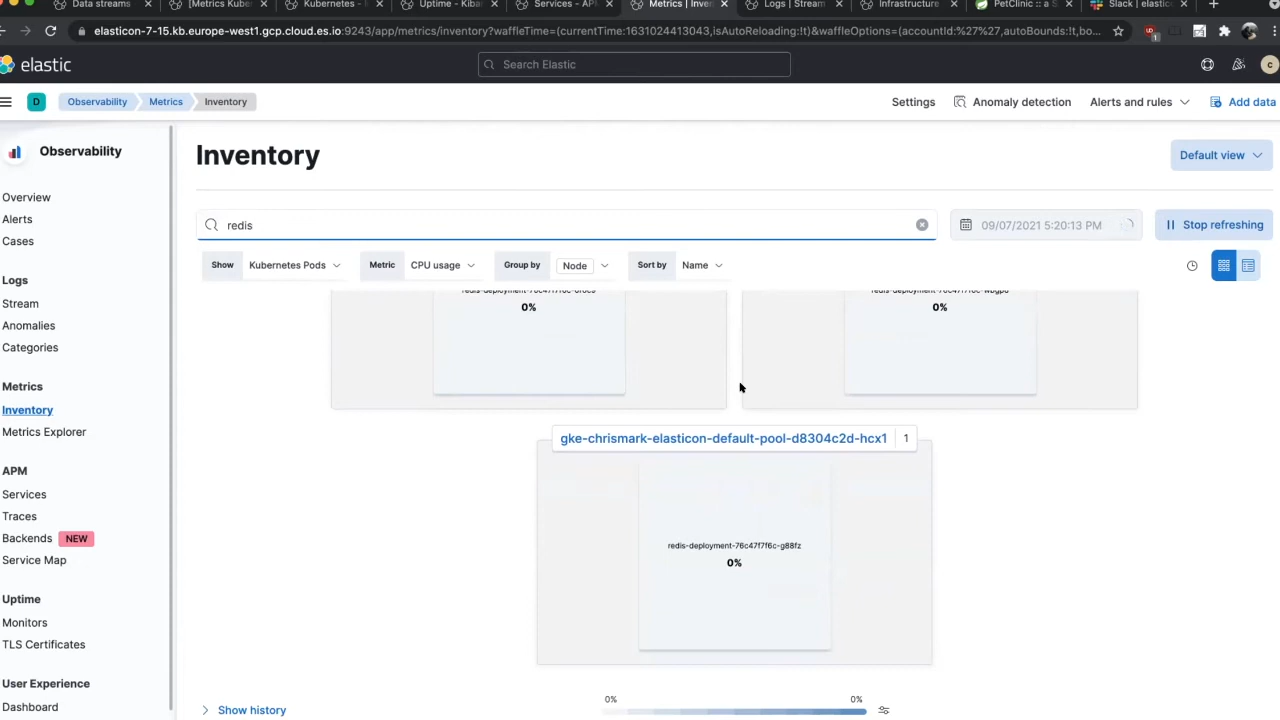 Data streams
[Metrics Kuber
Kubernetes - 
Uptime - Kiba
Services - AP
Metrics | Inven
Logs | Stream
Infrastructure
PetClinic :: a S
Slack | elastic
elasticon-7-15.kb.europe-west1.gcp.cloud.es.io:9243/app/metrics/inventory?waffleTime=(currentTime:1631024413043,isAutoReloading:!t)&waffleOptions=(accountId:%27%27,autoBounds:!t,bo...
elastic
Search Elastic
c
D
Observability
Metrics
Inventory
Settings
Anomaly detection
Alerts and rules
Add data
Observability
Overview
Alerts
Cases
Logs
Stream
Anomalies
Categories
Metrics
Inventory
Metrics Explorer
APM
Services
Traces
Backends NEW
Service Map
Uptime
Monitors
TLS Certificates
User Experience
Dashboard
Inventory
Default view
redis
09/07/2021 5:20:13 PM
Stop refreshing
Show Kubernetes Pods
Metric CPU usage
Group by Node
Sort by Name
0%
0%
gke-chrismark-elasticon-default-pool-d8304c2d-hcx1 1
redis-deployment-76c47f7f6c-g88fz
0%
Show history
0%
0%